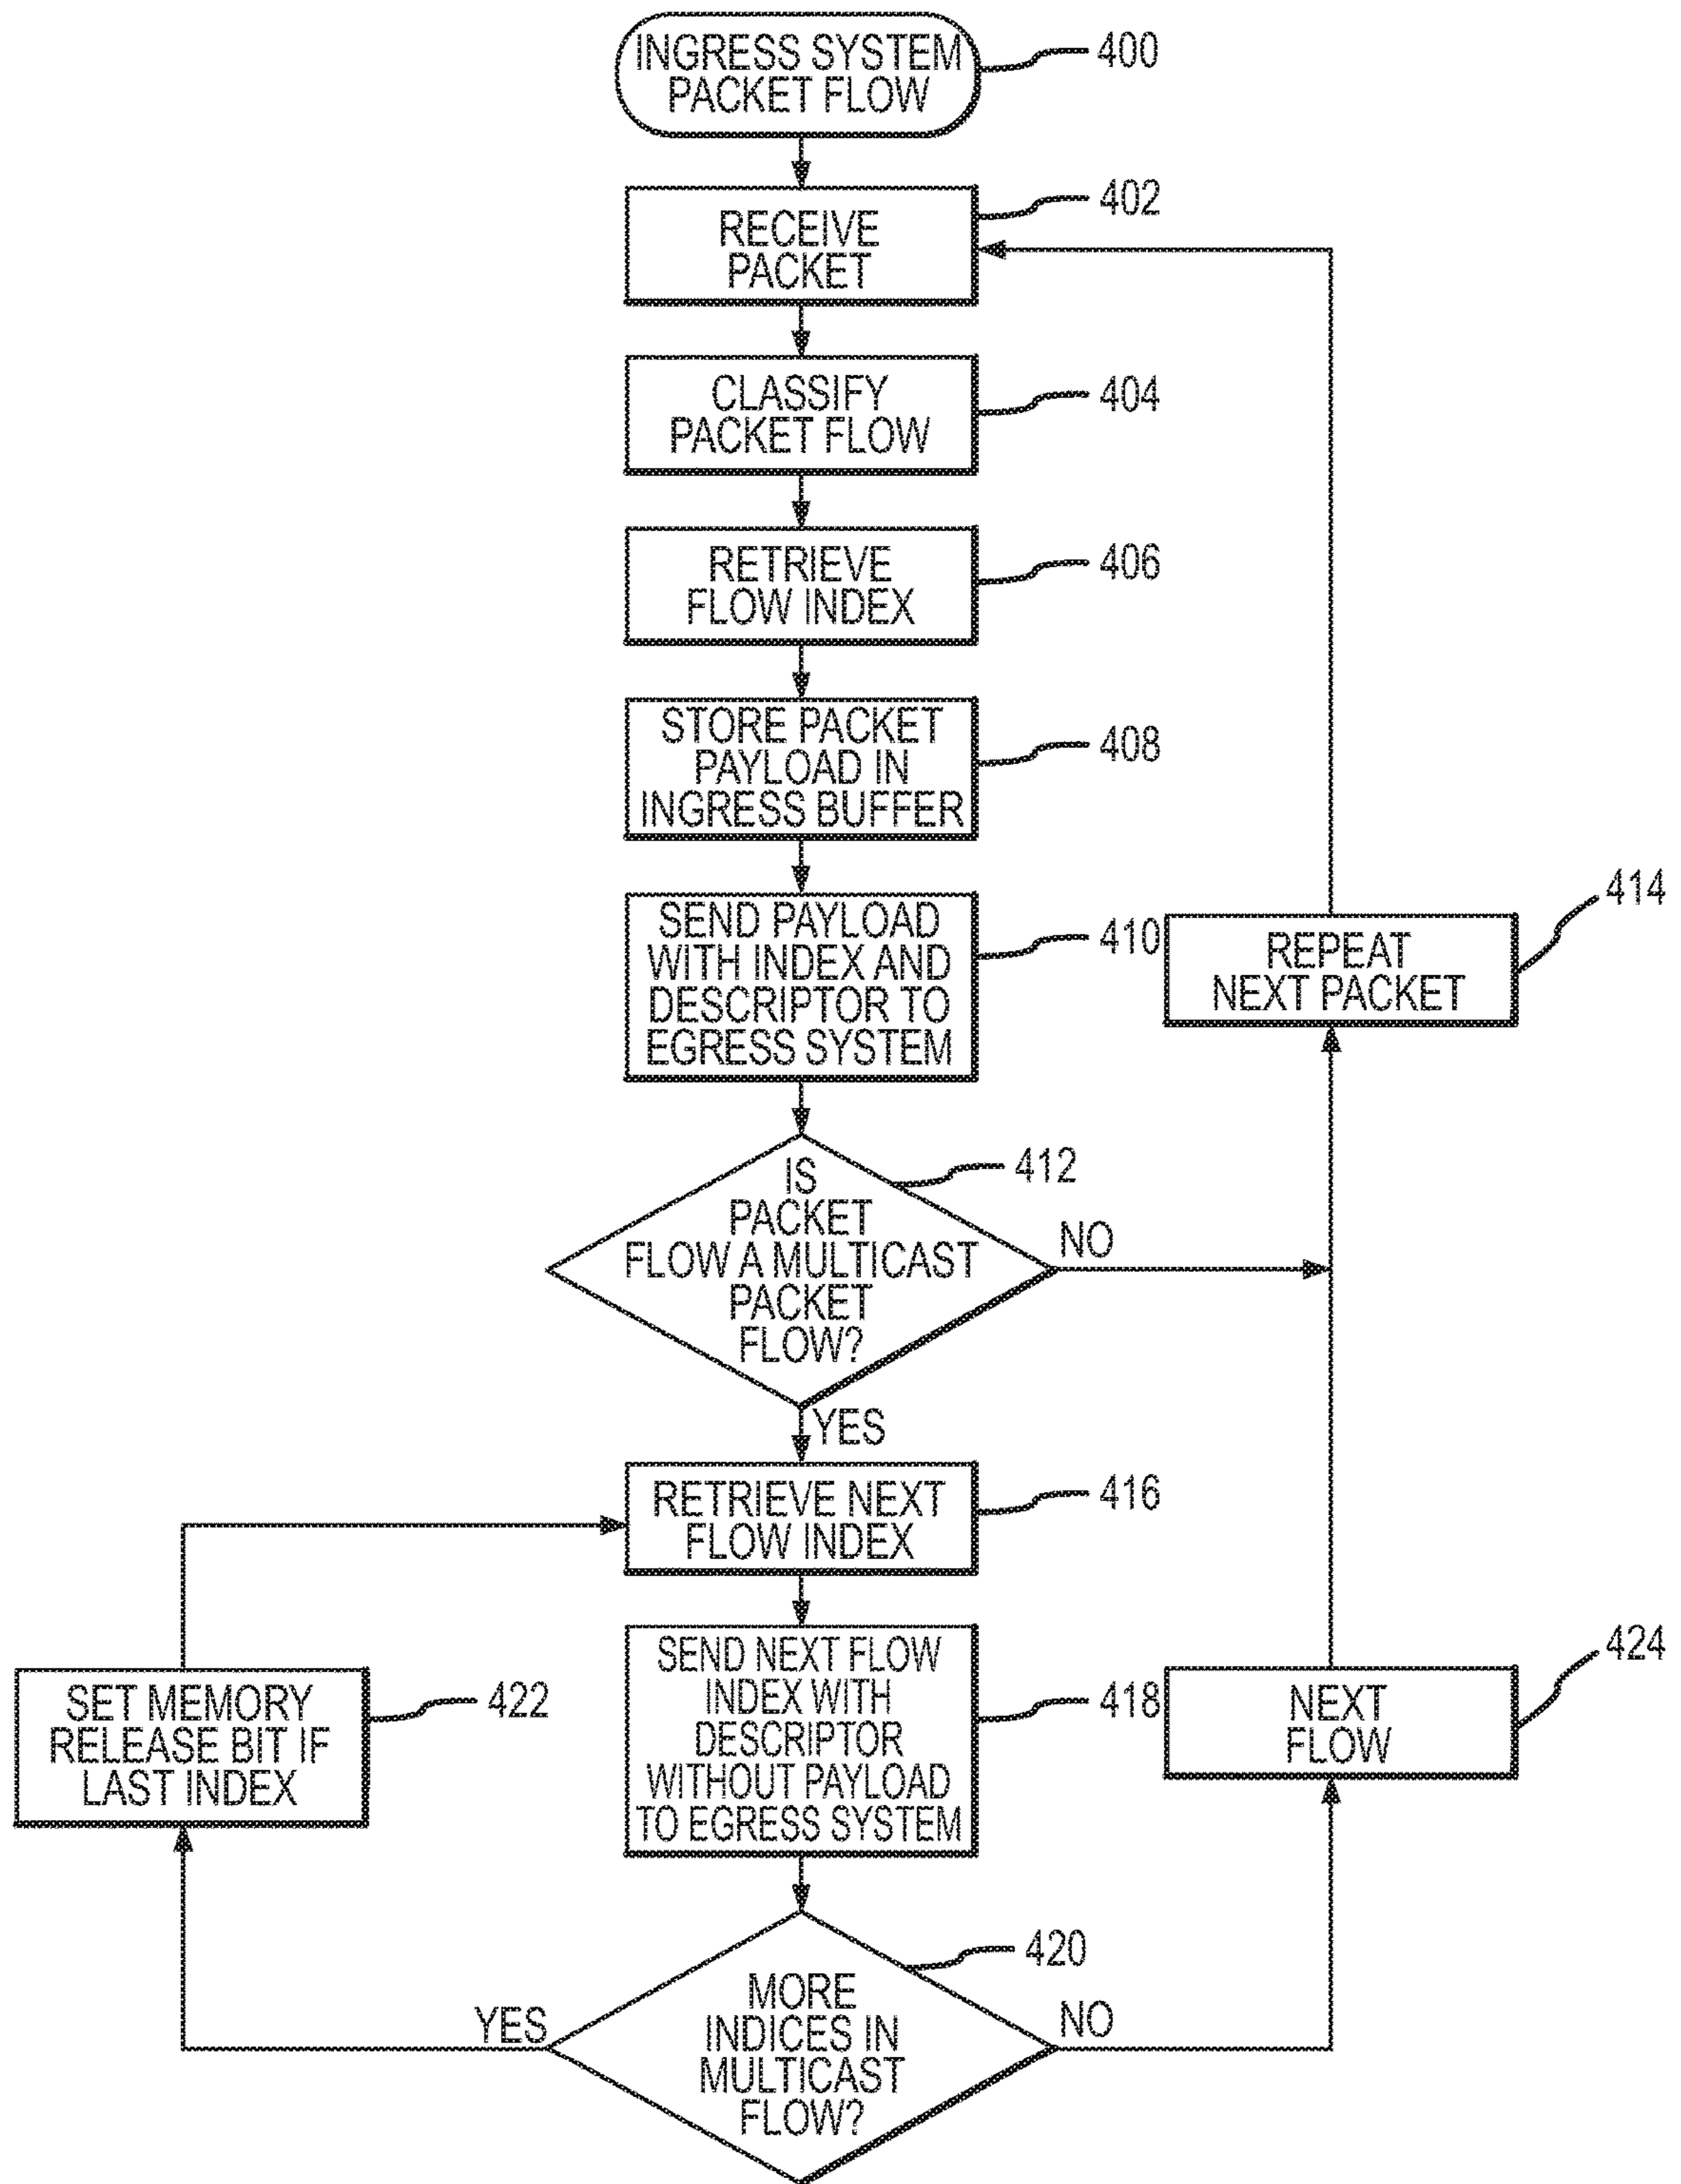 INGRESS SYSTEM
PACKET FLOW
400
RECEIVE
PACKET
402
CLASSIFY
PACKET FLOW
404
RETRIEVE
FLOW INDEX
406
STORE PACKET
PAYLOAD IN
INGRESS BUFFER
408
SEND PAYLOAD
WITH INDEX AND
DESCRIPTOR TO
EGRESS SYSTEM
410
REPEAT
NEXT PACKET
414
IS
PACKET
FLOW A MULTICAST
PACKET
FLOW?
412
NO
YES
RETRIEVE NEXT
FLOW INDEX
416
SEND NEXT FLOW
INDEX WITH
DESCRIPTOR
WITHOUT PAYLOAD
TO EGRESS SYSTEM
418
SET MEMORY
RELEASE BIT IF
LAST INDEX
422
NEXT
FLOW
424
MORE
INDICES IN
MULTICAST
FLOW?
420
YES
NO